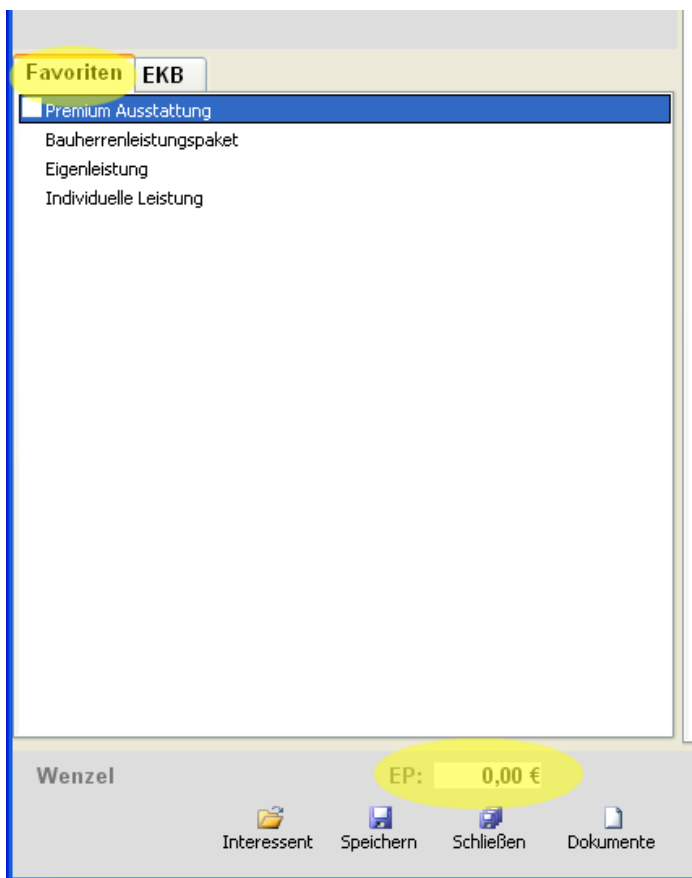 Favoriten EKB
Premium Ausstattung
Bauherrenleistungspaket
Eigenleistung
Individuelle Leistung
Wenzel EP: 0,00 €
Interessent Speichern Schließen Dokumente